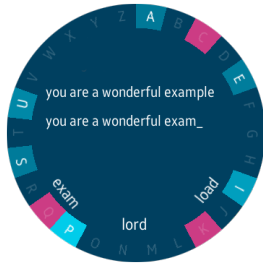 A B C D E F G H I J K L M N O P Q R S T U V W X Y Z
you are a wonderful example
you are a wonderful exam_
exam
lord
load